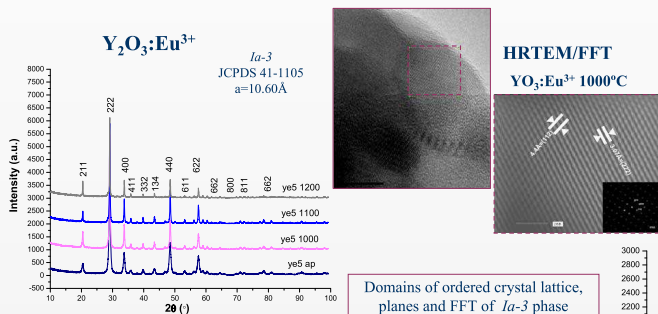 Y₂O₃:Eu³⁺
Ia-3
JCPDS 41-1105
a=10.60Å
HRTEM/FFT
YO₃:Eu³⁺ 1000ºC
8000
7500
7000
6500
6000
5500
5000
4500
4000
3500
3000
2500
2000
1500
1000
500
0
-500
Intensity (a.u.)
211
222
400
411
332
134
440
611
622
662
800
811
662
ye5 1200
ye5 1100
ye5 1000
ye5 ap
10 20 30 40 50 60 70 80 90 100
2θ (◦)
Domains of ordered crystal lattice,
planes and FFT of Ia-3 phase
3000
2800
2600
2400
2200